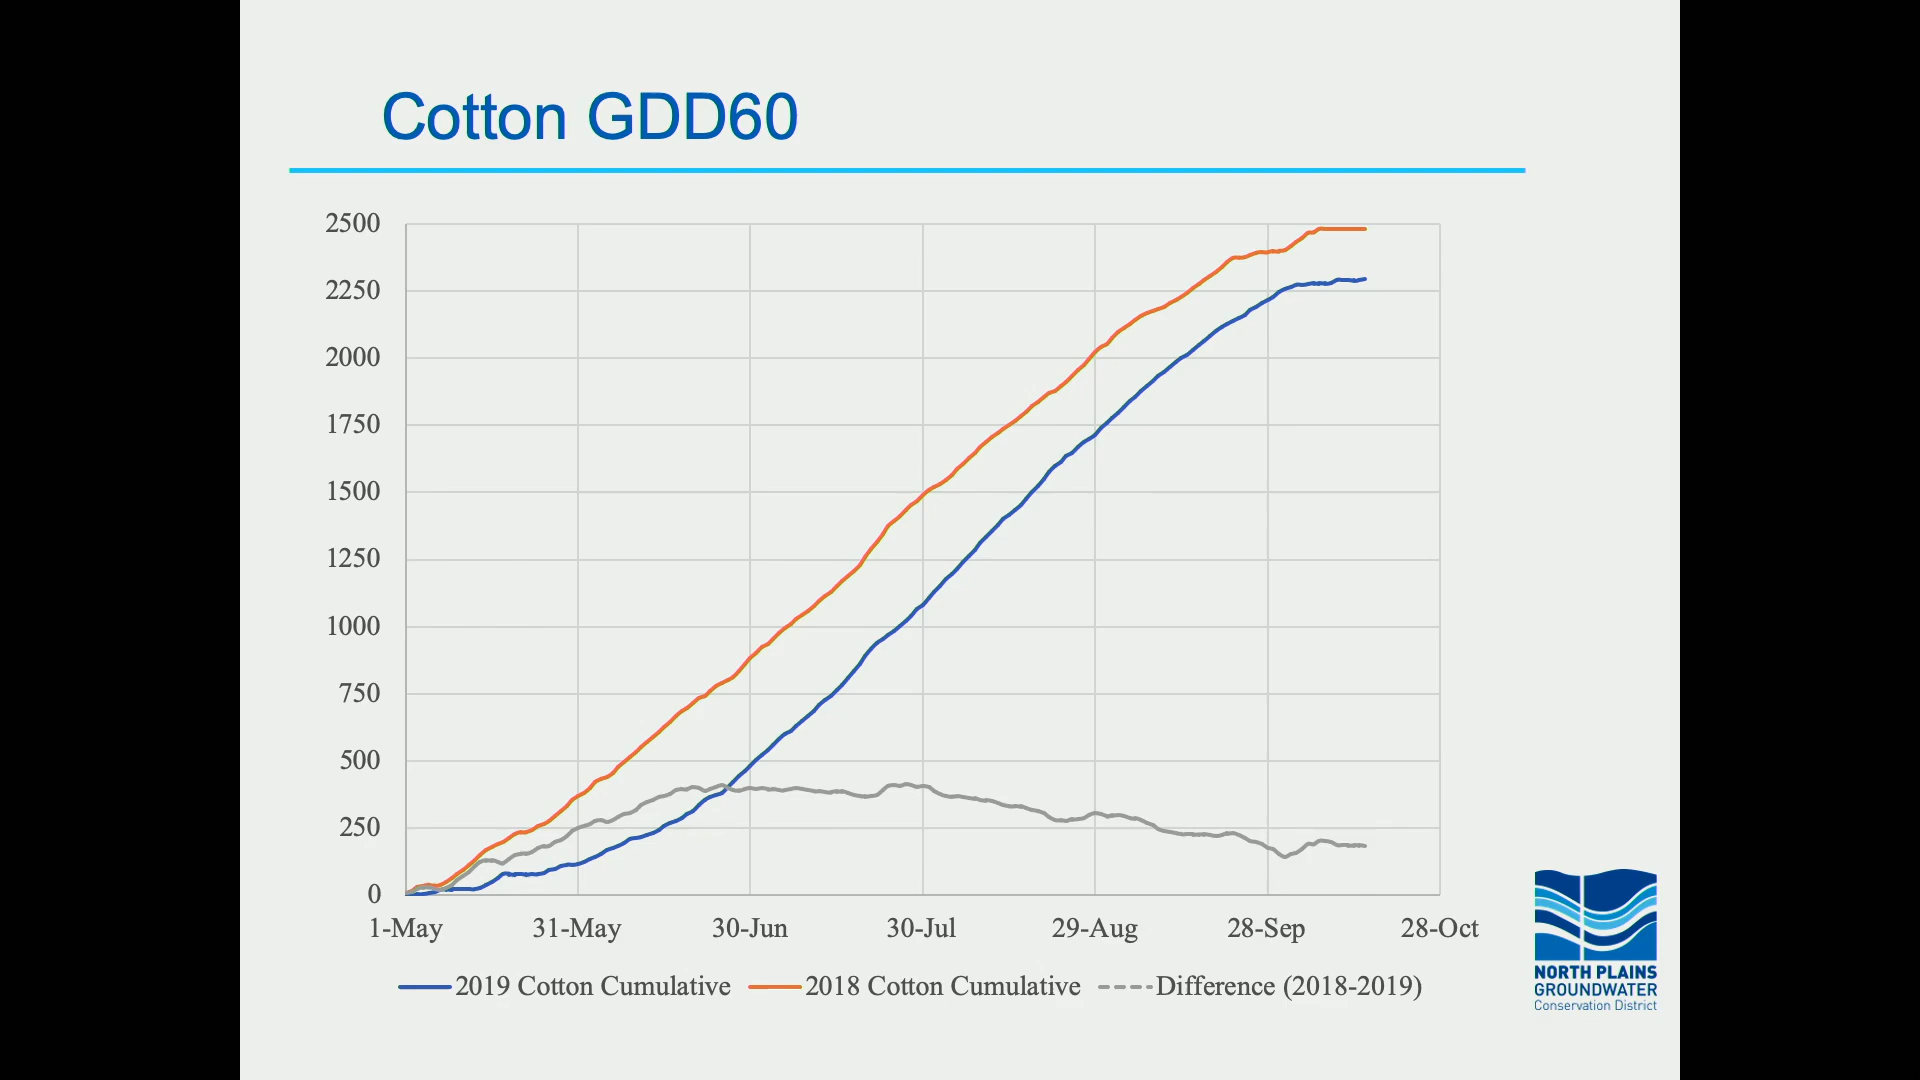 Cotton GDD60
2500
2250
2000
1750
1500
1250
1000
750
500
250
0
1-May 31-May 30-Jun 30-Jul 29-Aug 28-Sep 28-Oct
2019 Cotton Cumulative 2018 Cotton Cumulative Difference (2018-2019)
NORTH PLAINS
GROUNDWATER
Conservation District